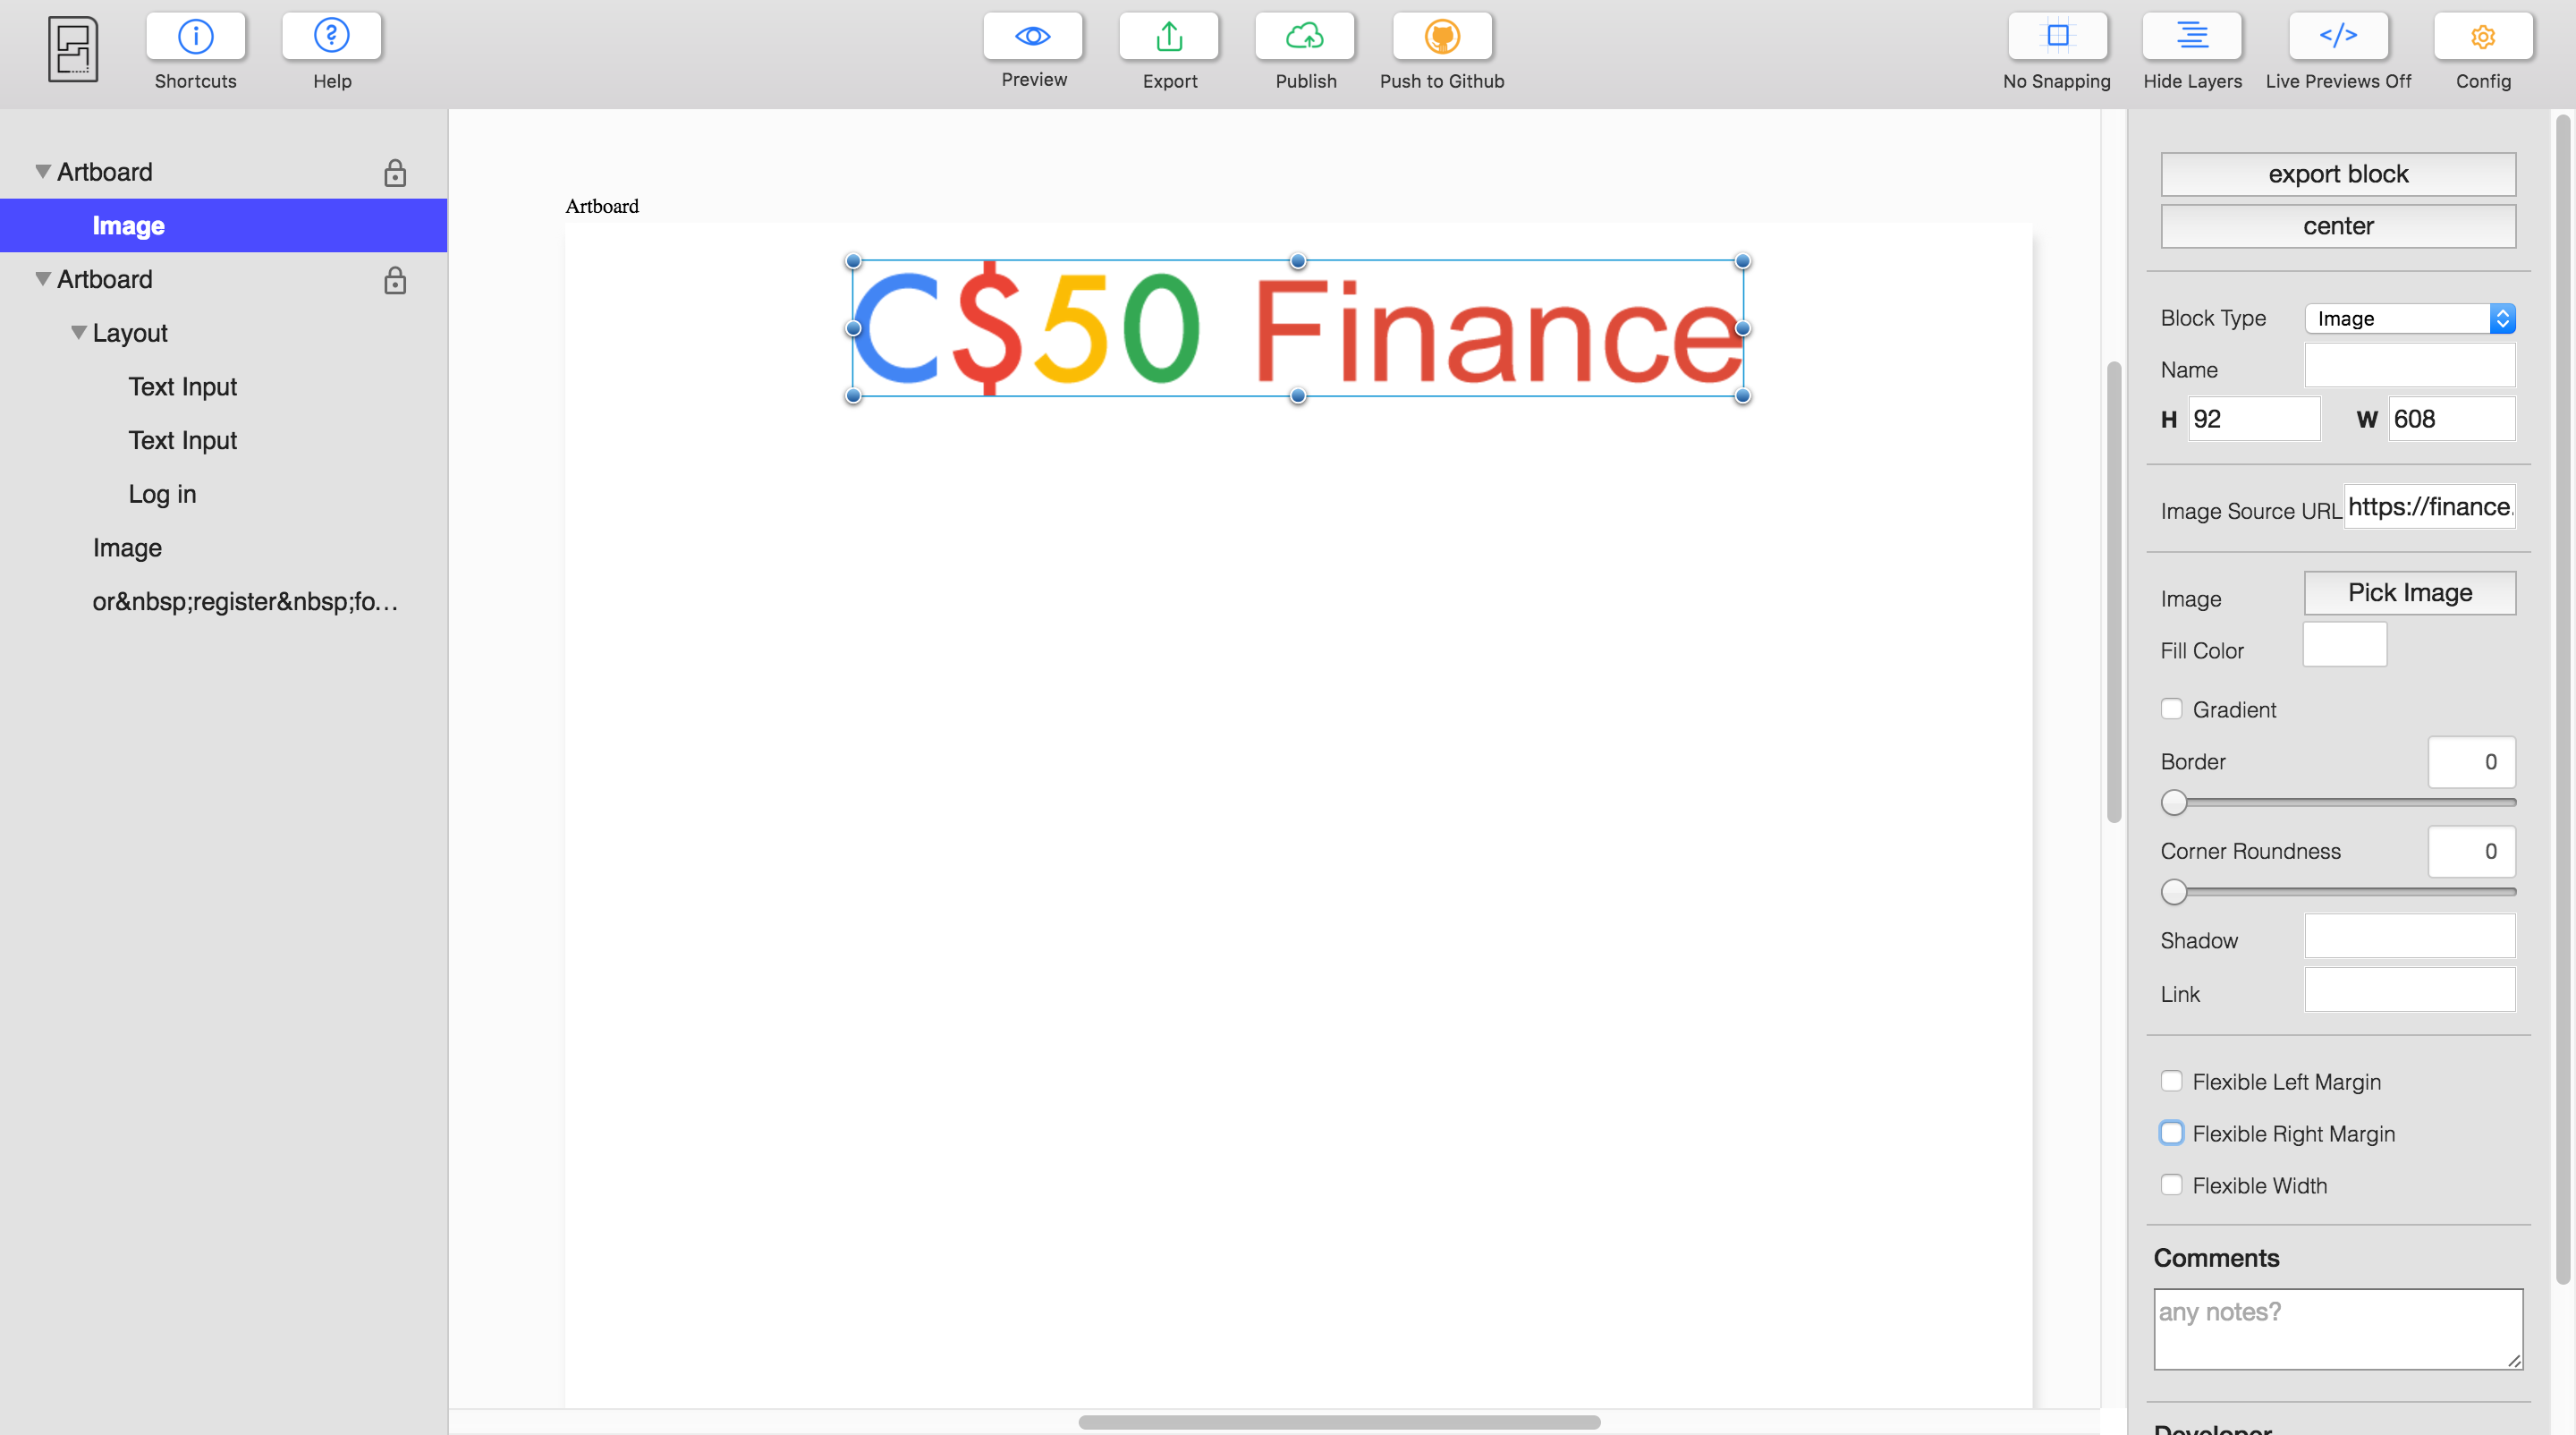 Shortcuts
Help
Preview
Export
Publish
Push to Github
No Snapping
Hide Layers
</>
Live Previews Off
Config
Artboard
Image
Artboard
Layout
Text Input
Text Input
Log in
Image
or&nbsp;register&nbsp;fo...
Artboard
C$50 Finance
export block
center
Block Type
Image
Name
H
92
W
608
Image Source URL
https://finance.
Image
Pick Image
Fill Color
Gradient
Border
0
Corner Roundness
0
Shadow
Link
Flexible Left Margin
Flexible Right Margin
Flexible Width
Comments
any notes?
Developer